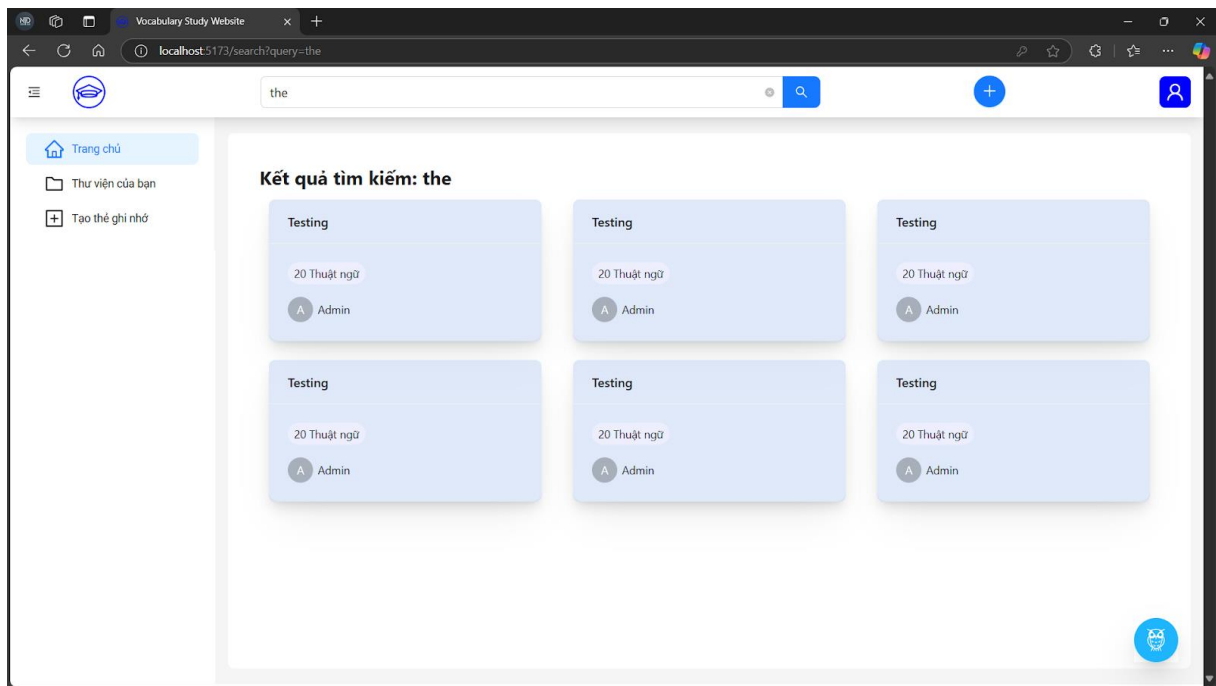 Vocabulary Study Website
localhost:5173/search?query=the
the
Trang chủ
Thư viện của bạn
Tạo thẻ ghi nhớ
Kết quả tìm kiếm: the
Testing Testing Testing
20 Thuật ngữ 20 Thuật ngữ 20 Thuật ngữ
A Admin A Admin A Admin
Testing Testing Testing
20 Thuật ngữ 20 Thuật ngữ 20 Thuật ngữ
A Admin A Admin A Admin